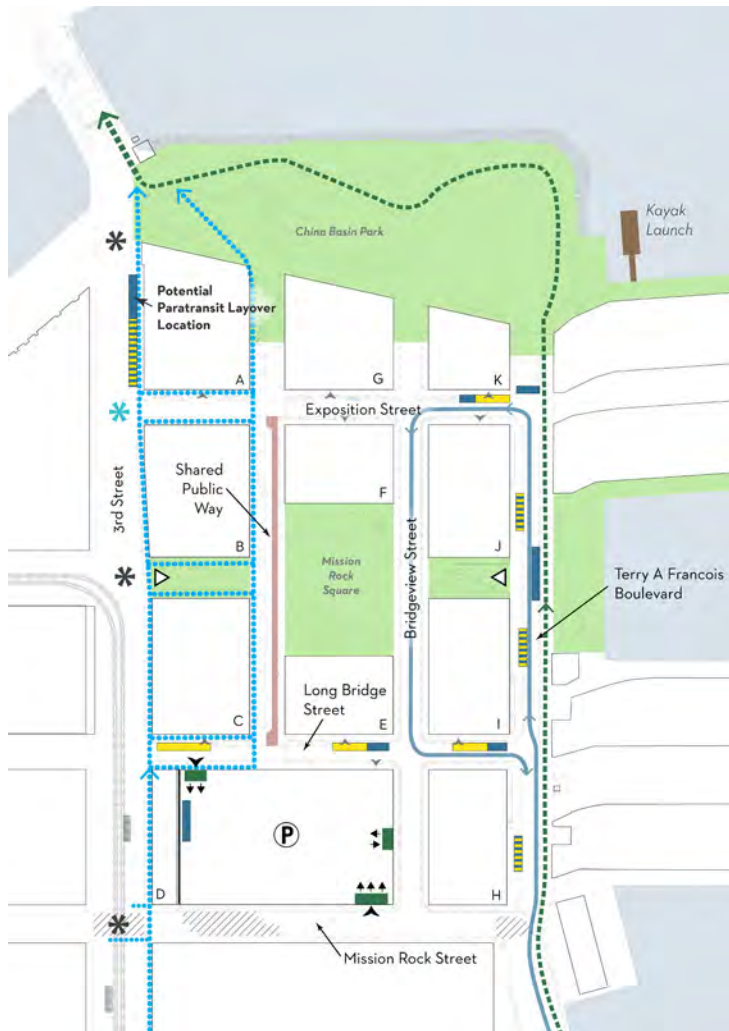 China Basin Park
Kayak
Launch
Potential
Paratransit Layover
Location
A
G
K
Exposition Street
3rd Street
Shared
Public
Way
F
Bridgeview Street
B
J
Mission
Rock
Square
Terry A Francois
Boulevard
Long Bridge
Street
C
E
I
P
D
H
Mission Rock Street